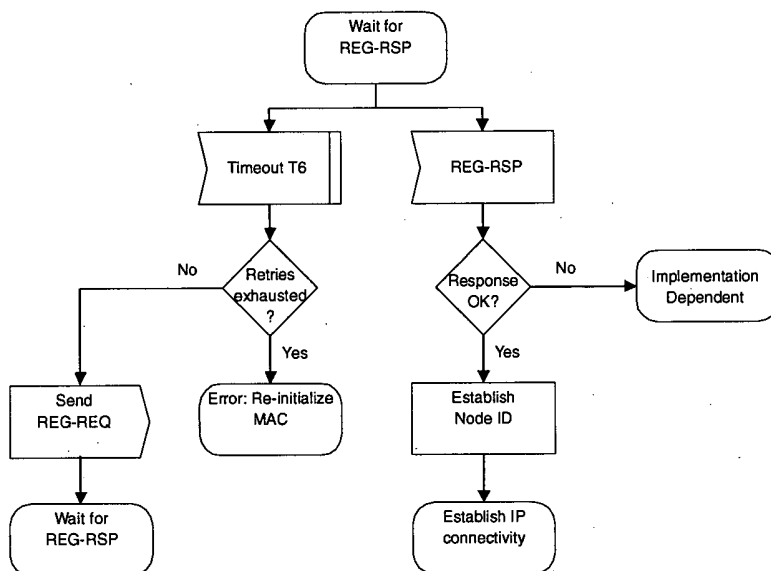 Wait for
REG-RSP
Timeout T6
REG-RSP
No
Retries
exhausted
?
Response
OK?
No
Implementation
Dependent
Yes
Yes
Send
REG-REQ
Error: Re-initialize
MAC
Establish
Node ID
Wait for
REG-RSP
Establish IP
connectivity